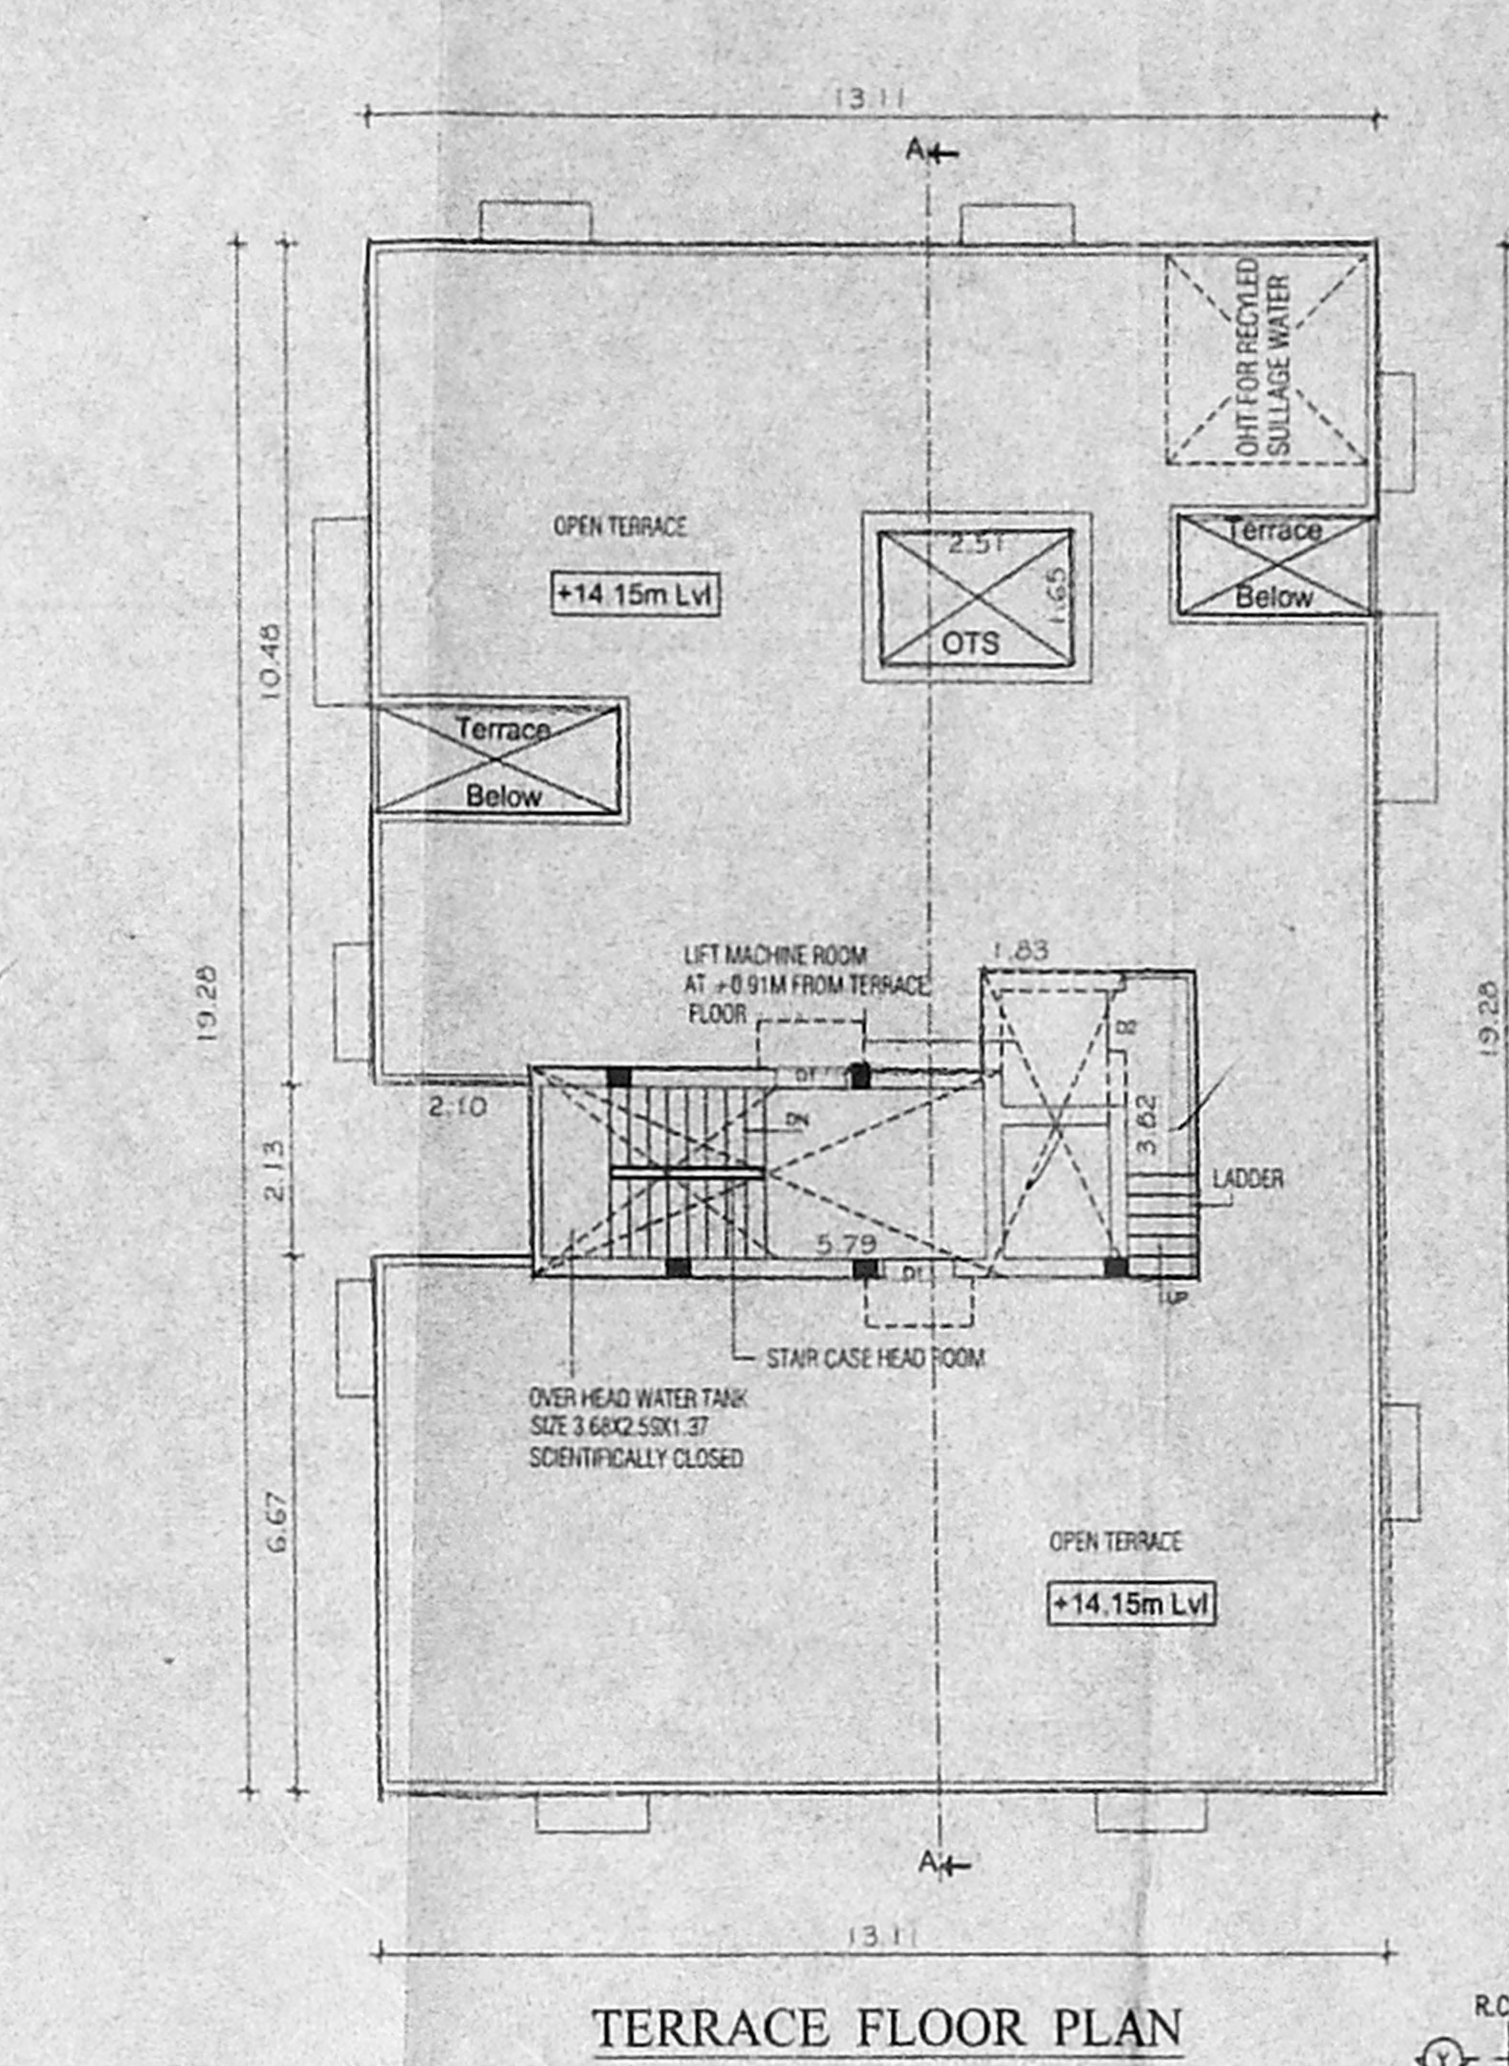 13.11
A
OHT FOR RECYLED
SULLAGE WATER
OPEN TERRACE
+14.15m Lvl
2.51
1.65
OTS
Terrace
Below
10.48
Terrace
Below
19.28
19.28
LIFT MACHINE ROOM
AT +0.91M FROM TERRACE
FLOOR
1.83
D2
D1
2.10
DN
3.62
2.13
LADDER
5.79
D1
UP
STAIR CASE HEAD ROOM
OVER HEAD WATER TANK
SIZE 3.68X2.59X1.37
SCIENTIFICALLY CLOSED
6.67
OPEN TERRACE
+14.15m Lvl
A
13.11
TERRACE FLOOR PLAN
R.C
Y